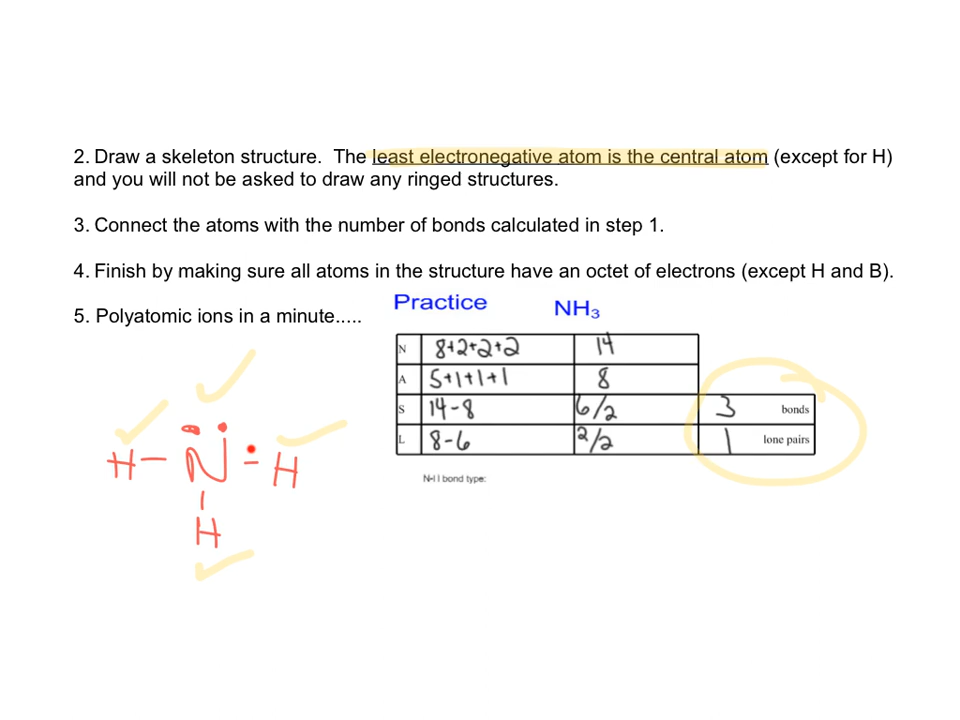 2. Draw a skeleton structure. The least electronegative atom is the central atom (except for H)
and you will not be asked to draw any ringed structures.
3. Connect the atoms with the number of bonds calculated in step 1.
4. Finish by making sure all atoms in the structure have an octet of electrons (except H and B).
5. Polyatomic ions in a minute.....
Practice NH₃
N 8+2+2+2 14
A 5+1+1+1 8
S 14-8 6/2 3 bonds
L 8-6 2/2 1 lone pairs
H N H
H
bond type: